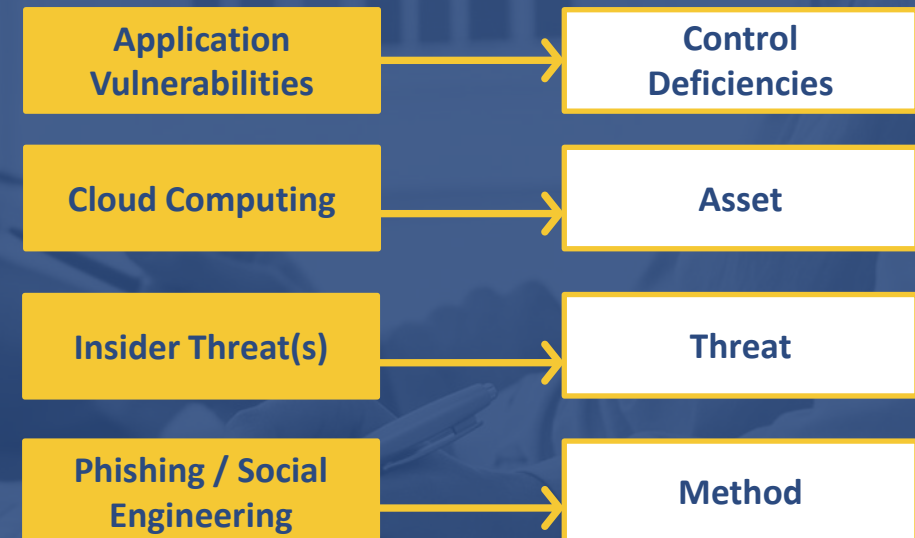 Application
Vulnerabilities
Control
Deficiencies
Cloud Computing
Asset
Insider Threat(s)
Threat
Phishing / Social
Engineering
Method